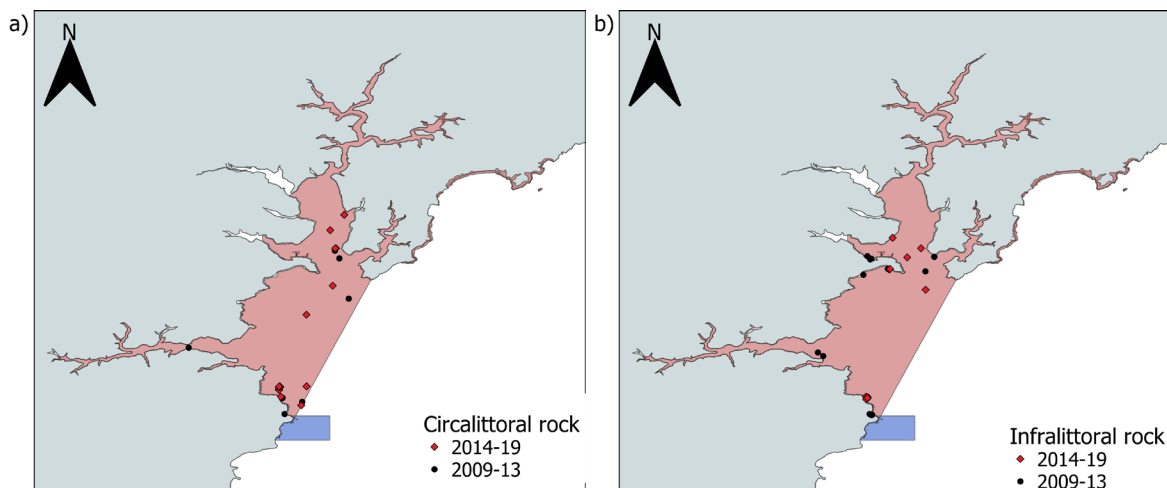 a)
N
Circalittoral rock
2014-19
2009-13
b)
N
Infralittoral rock
2014-19
2009-13